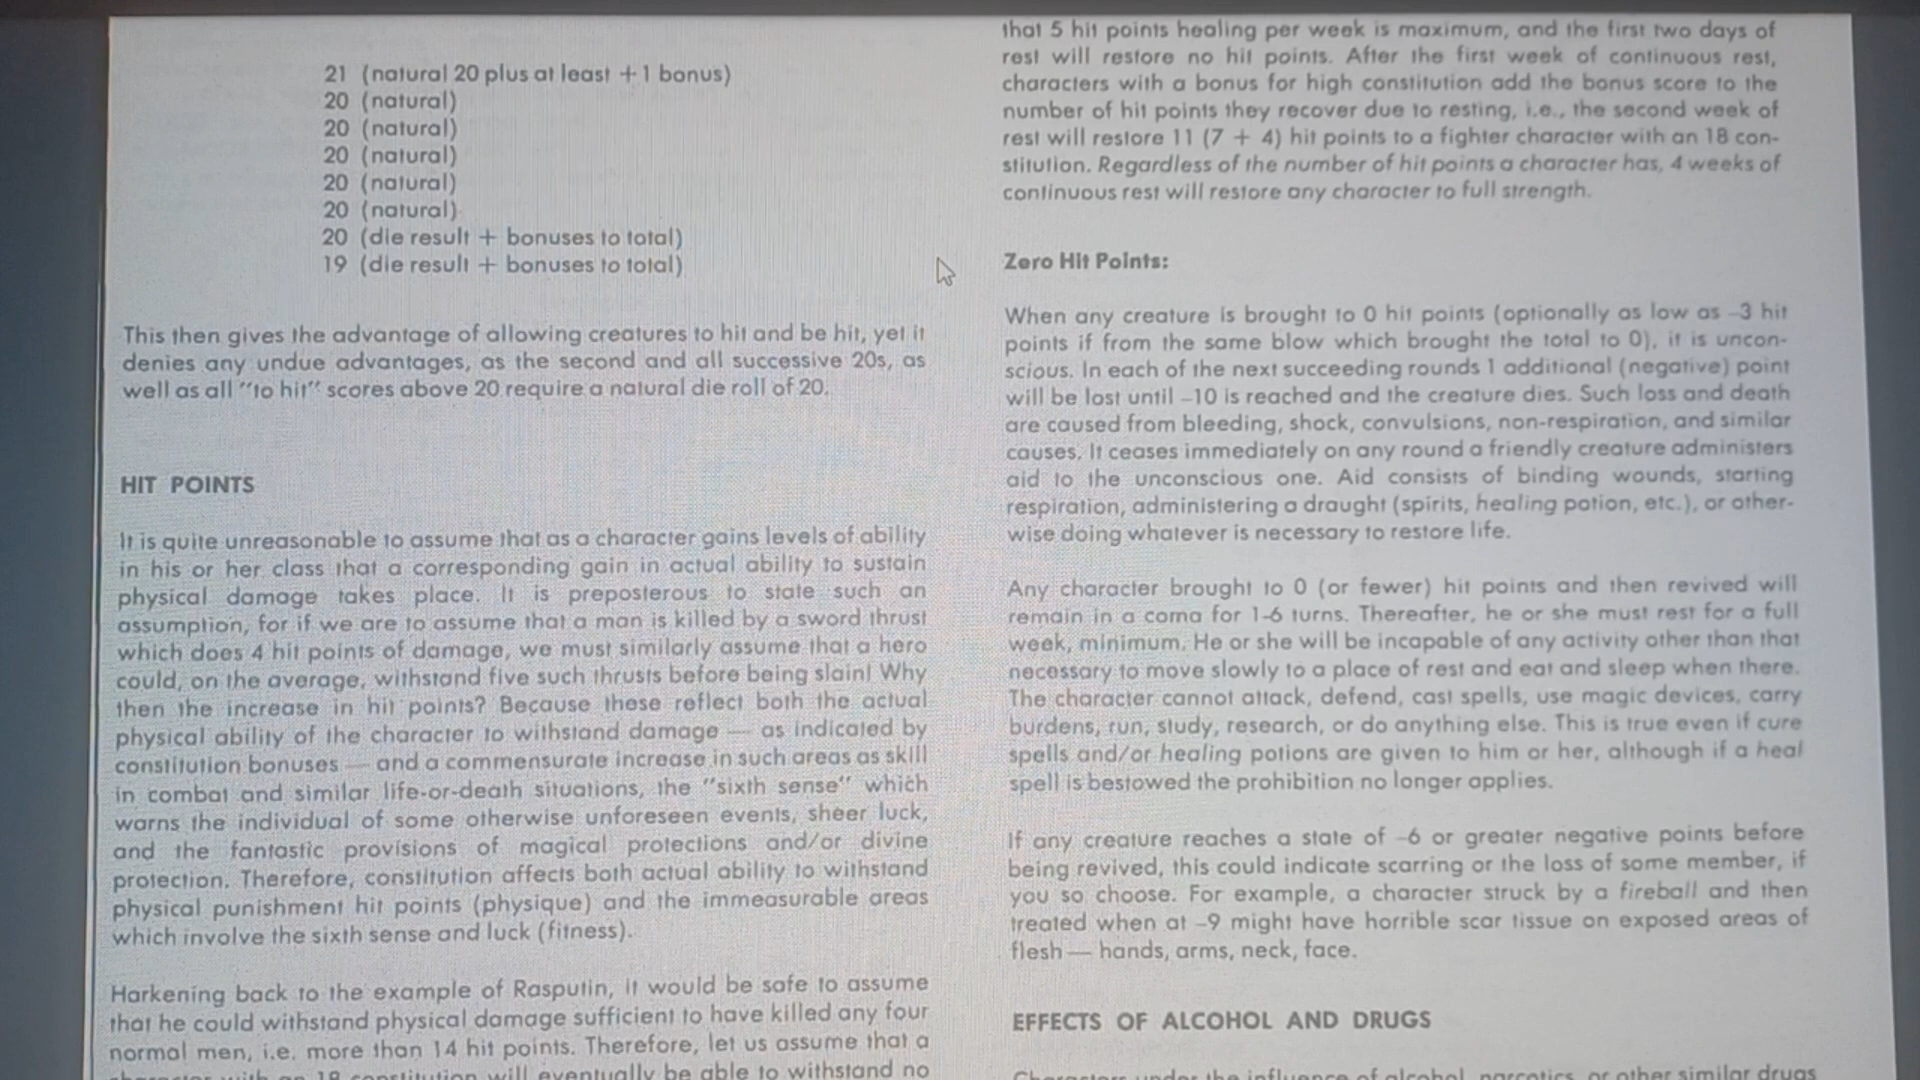 21 (natural 20 plus at least +1 bonus)
20 (natural)
20 (natural)
20 (natural)
20 (natural)
20 (natural)
20 (die result + bonuses to total)
19 (die result + bonuses to total)
This then gives the advantage of allowing creatures to hit and be hit, yet it
denies any undue advantages, as the second and all successive 20s, as
well as all "to hit" scores above 20 require a natural die roll of 20.
HIT POINTS
It is quite unreasonable to assume that as a character gains levels of ability
in his or her class that a corresponding gain in actual ability to sustain
physical damage takes place. It is preposterous to state such an
assumption, for if we are to assume that a man is killed by a sword thrust
which does 4 hit points of damage, we must similarly assume that a hero
could, on the average, withstand five such thrusts before being slain! Why
then the increase in hit points? Because these reflect both the actual
physical ability of the character to withstand damage — as indicated by
constitution bonuses — and a commensurate increase in such areas as skill
in combat and similar life-or-death situations, the "sixth sense" which
warns the individual of some otherwise unforeseen events, sheer luck,
and the fantastic provisions of magical protections and/or divine
protection. Therefore, constitution affects both actual ability to withstand
physical punishment hit points (physique) and the immeasurable areas
which involve the sixth sense and luck (fitness).
Harkening back to the example of Rasputin, it would be safe to assume
that he could withstand physical damage sufficient to have killed any four
normal men, i.e. more than 14 hit points. Therefore, let us assume that a
character with an 18 constitution will eventually be able to withstand no
that 5 hit points healing per week is maximum, and the first two days of
rest will restore no hit points. After the first week of continuous rest,
characters with a bonus for high constitution add the bonus score to the
number of hit points they recover due to resting, i.e., the second week of
rest will restore 11 (7 + 4) hit points to a fighter character with an 18 con-
stitution. Regardless of the number of hit points a character has, 4 weeks of
continuous rest will restore any character to full strength.
Zero Hit Points:
When any creature is brought to 0 hit points (optionally as low as -3 hit
points if from the same blow which brought the total to 0), it is uncon-
scious. In each of the next succeeding rounds 1 additional (negative) point
will be lost until -10 is reached and the creature dies. Such loss and death
are caused from bleeding, shock, convulsions, non-respiration, and similar
causes. It ceases immediately on any round a friendly creature administers
aid to the unconscious one. Aid consists of binding wounds, starting
respiration, administering a draught (spirits, healing potion, etc.), or other-
wise doing whatever is necessary to restore life.
Any character brought to 0 (or fewer) hit points and then revived will
remain in a coma for 1-6 turns. Thereafter, he or she must rest for a full
week, minimum. He or she will be incapable of any activity other than that
necessary to move slowly to a place of rest and eat and sleep when there.
The character cannot attack, defend, cast spells, use magic devices, carry
burdens, run, study, research, or do anything else. This is true even if cure
spells and/or healing potions are given to him or her, although if a heal
spell is bestowed the prohibition no longer applies.
If any creature reaches a state of -6 or greater negative points before
being revived, this could indicate scarring or the loss of some member, if
you so choose. For example, a character struck by a fireball and then
treated when at -9 might have horrible scar tissue on exposed areas of
flesh — hands, arms, neck, face.
EFFECTS OF ALCOHOL AND DRUGS
Characters under the influence of alcohol, narcotics, or other similar drugs